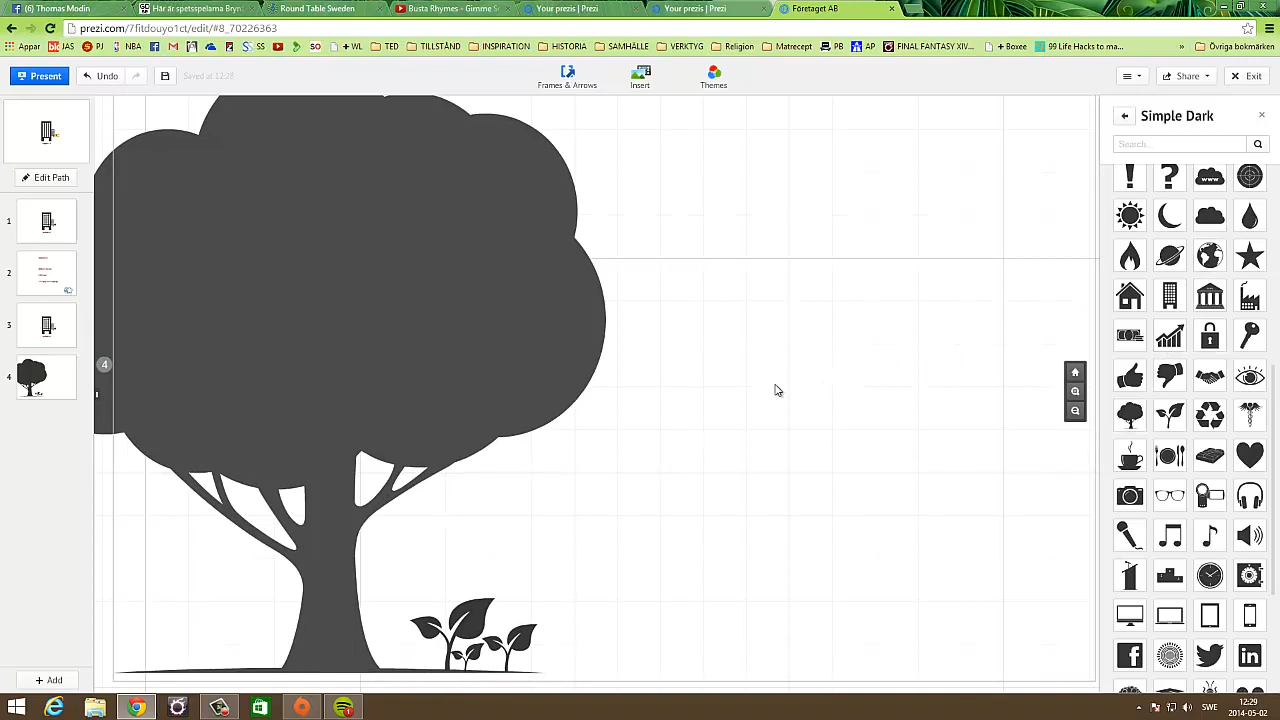 (6) Thomas Modin
Här är spetsspelarna Bryn
Round Table Sweden
Busta Rhymes – Gimme S
Your prezis | Prezi
Your prezis | Prezi
Företaget AB
prezi.com/7fitdouyo1ct/edit/#8_70226363
Appar
JAS
PJ
NBA
SS
SO
+ WL
TED
TILLSTÅND
INSPIRATION
HISTORIA
SAMHÄLLE
VERKTYG
Religion
Matrecept
PB
AP
FINAL FANTASY XIV...
+ Boxee
99 Life Hacks to ma...
»
Övriga bokmärken
Present
Undo
Saved at 12:28
Frames & Arrows
Insert
Themes
Share
Exit
Simple Dark
Search...
Edit Path
1
2
3
4
4
www
+ Add
SWE
12:29
2014-05-02